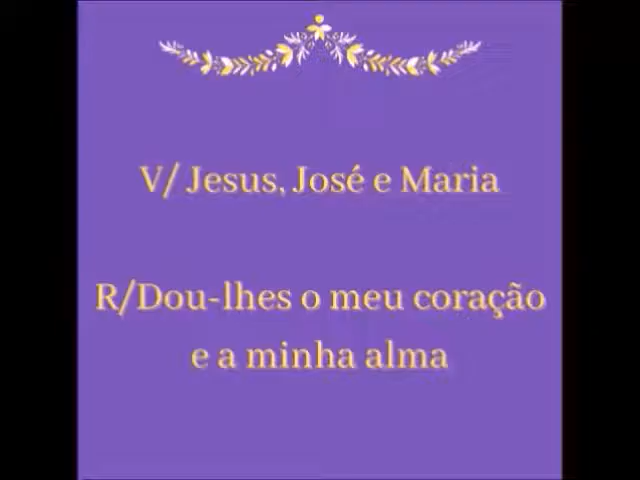 V/ Jesus, José e Maria
R/Dou-lhes o meu coração
e a minha alma